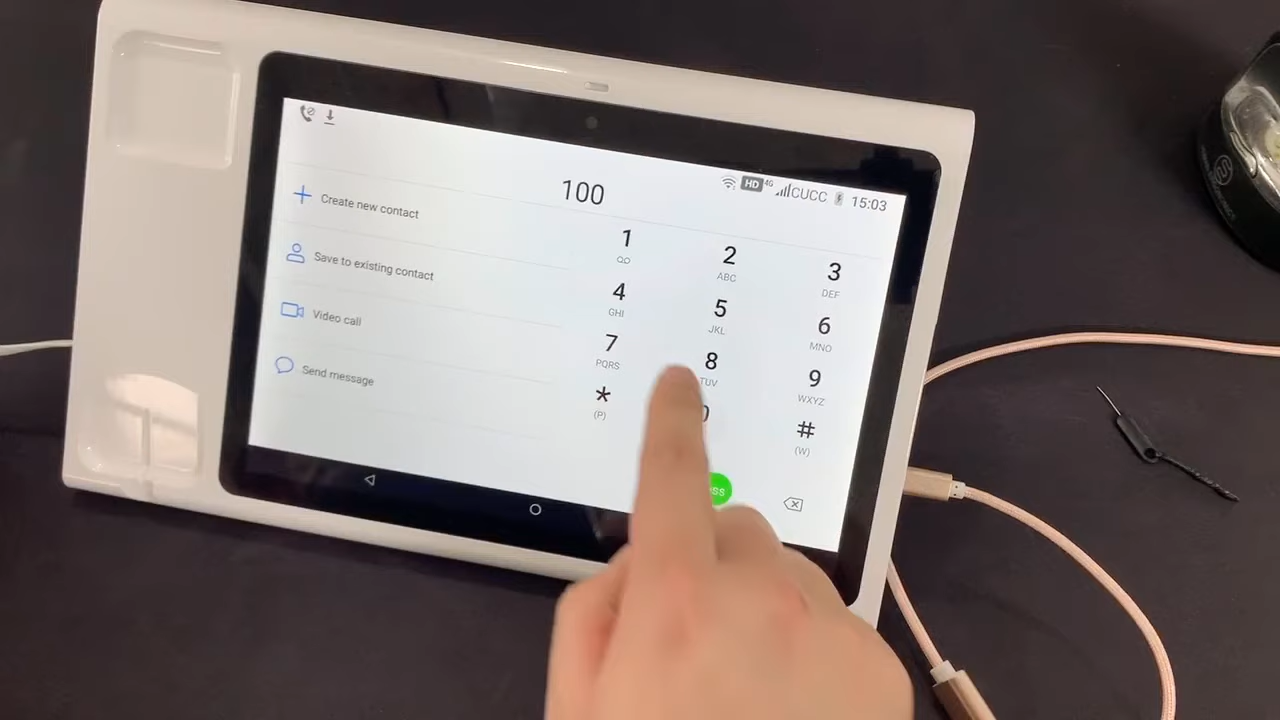 HD 4G CUCC 15:03
100
Create new contact
Save to existing contact
Video call
Send message
1
2 ABC
3 DEF
4 GHI
5 JKL
6 MNO
7 PQRS
8 TUV
9 WXYZ
* (P)
# (W)